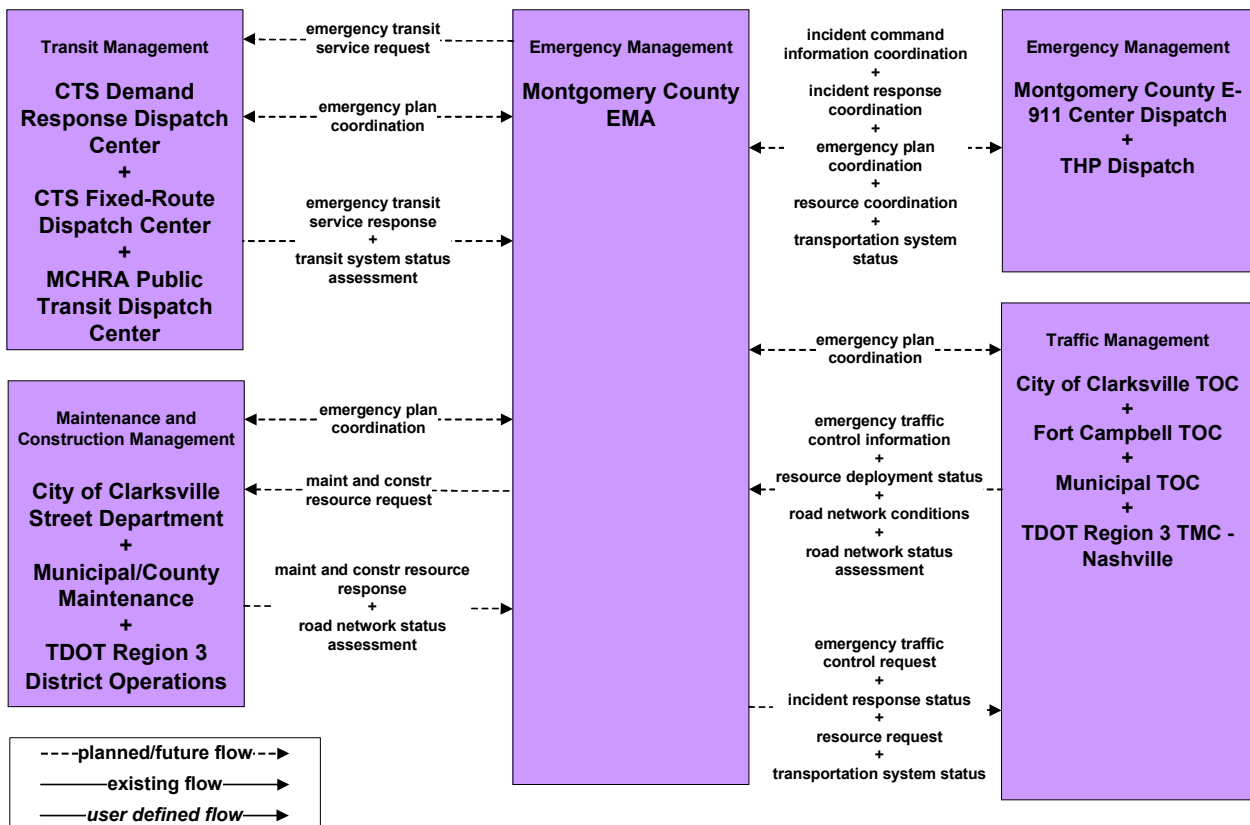 Transit Management
CTS Demand
Response Dispatch
Center
+
CTS Fixed-Route
Dispatch Center
+
MCHRA Public
Transit Dispatch
Center
emergency transit
service request
emergency plan
coordination
emergency transit
service response
+
transit system status
assessment
Maintenance and
Construction Management
City of Clarksville
Street Department
+
Municipal/County
Maintenance
+
TDOT Region 3
District Operations
emergency plan
coordination
maint and constr
resource request
maint and constr resource
response
+
road network status
assessment
Emergency Management
Montgomery County
EMA
incident command
information coordination
+
incident response
coordination
+
emergency plan
coordination
+
resource coordination
+
transportation system
status
Emergency Management
Montgomery County E-
911 Center Dispatch
+
THP Dispatch
emergency plan
coordination
emergency traffic
control information
+
resource deployment status
+
road network conditions
+
road network status
assessment
emergency traffic
control request
+
incident response status
+
resource request
+
transportation system status
Traffic Management
City of Clarksville TOC
+
Fort Campbell TOC
+
Municipal TOC
+
TDOT Region 3 TMC -
Nashville
planned/future flow
existing flow
user defined flow